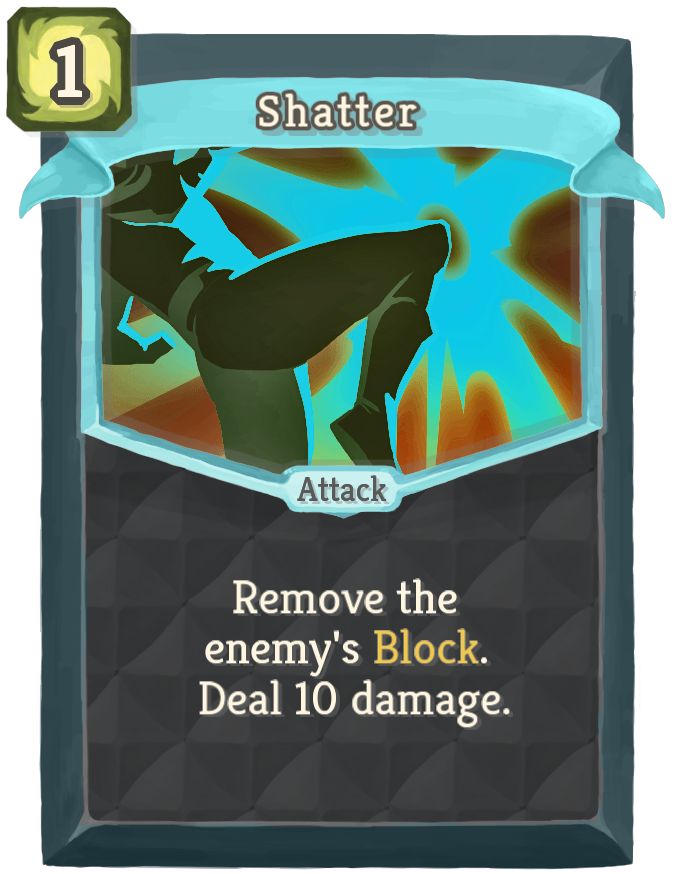 1
Shatter
Attack
Remove the
enemy's Block.
Deal 10 damage.